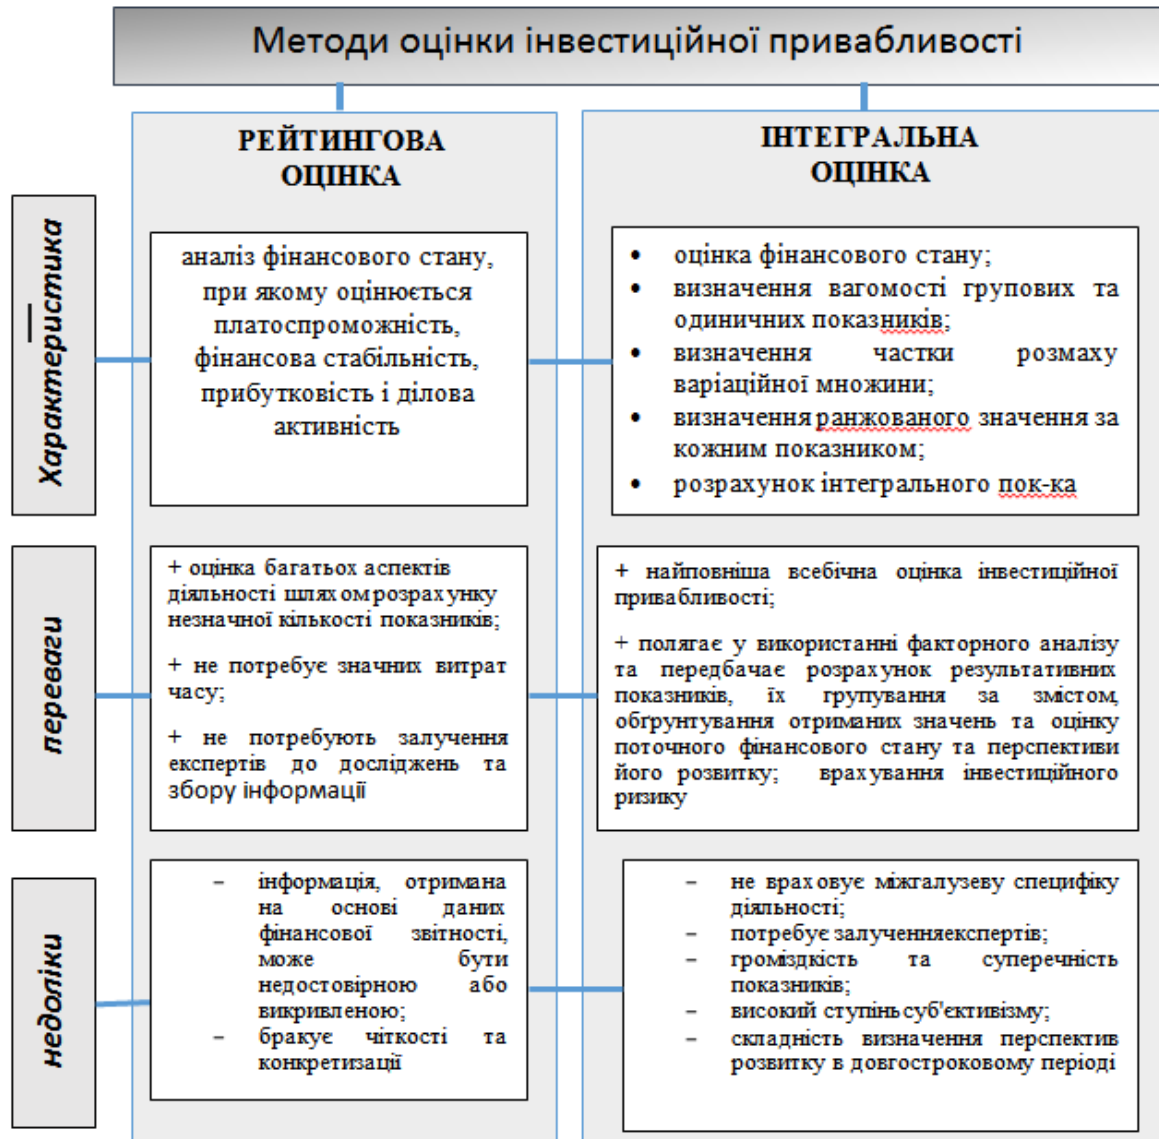 Методи оцінки інвестиційної привабливості
РЕЙТИНГОВА
ОЦІНКА
ІНТЕГРАЛЬНА
ОЦІНКА
Характеристика
аналіз фінансового стану,
при якому оцінюється
платоспроможність,
фінансова стабільність,
прибутковість і ділова
активність
• оцінка фінансового стану;
• визначення вагомості групових та
одиничних показників;
• визначення частки розмаху
варіаційної множини;
• визначення ранжованого значення за
кожним показником;
• розрахунок інтегрального пок-ка
переваги
+ оцінка багатьох аспектів
діяльності шляхом розрахунку
незначної кількості показників;
+ не потребує значних витрат
часу;
+ не потребують залучення
експертів до досліджень та
збору інформації
+ найповніша всебічна оцінка інвестиційної
привабливості;
+ полягає у використанні факторного аналізу
та передбачає розрахунок результативних
показників, їх групування за змістом,
обґрунтування отриманих значень та оцінку
поточного фінансового стану та перспективи
його розвитку; врахування інвестиційного
ризику
недоліки
– інформація, отримана
на основі даних
фінансової звітності,
може бути
недостовірною або
викривленою;
– бракує чіткості та
конкретизації
– не враховує міжгалузеву специфіку
діяльності;
– потребує залученняекспертів;
– громіздкість та суперечність
показників;
– високий ступінь суб'єктивізму;
– складність визначення перспектив
розвитку в довгостроковому періоді